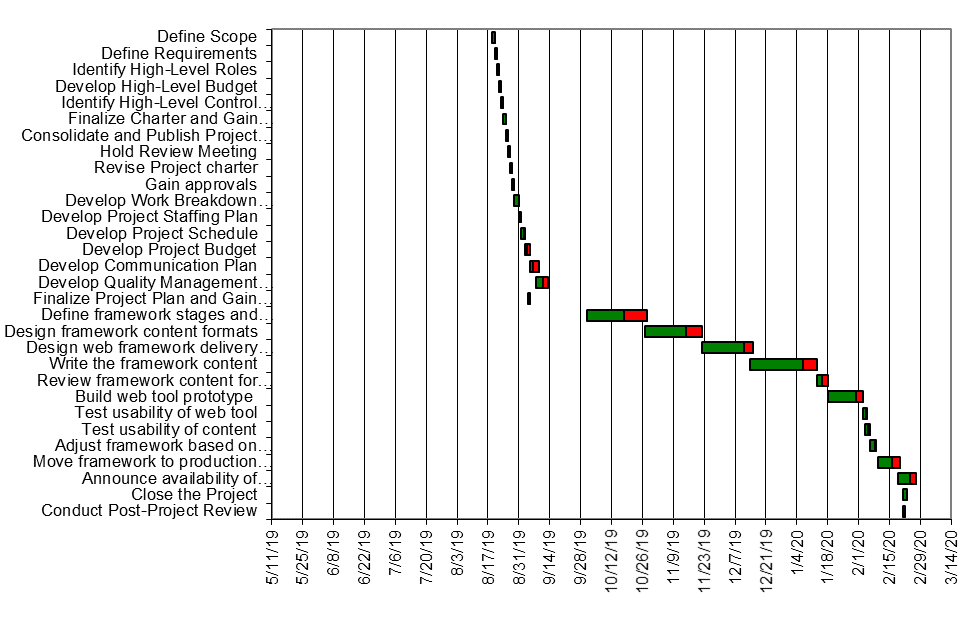 Define Scope
Define Requirements
Identify High-Level Roles
Develop High-Level Budget
Identify High-Level Control…
Finalize Charter and Gain…
Consolidate and Publish Project…
Hold Review Meeting
Revise Project charter
Gain approvals
Develop Work Breakdown…
Develop Project Staffing Plan
Develop Project Schedule
Develop Project Budget
Develop Communication Plan
Develop Quality Management…
Finalize Project Plan and Gain…
Define framework stages and…
Design framework content formats
Design web framework delivery…
Write the framework content
Review framework content for…
Build web tool prototype
Test usability of web tool
Test usability of content
Adjust framework based on…
Move framework to production…
Announce availability of…
Close the Project
Conduct Post-Project Review
5/11/19
5/25/19
6/8/19
6/22/19
7/6/19
7/20/19
8/3/19
8/17/19
8/31/19
9/14/19
9/28/19
10/12/19
10/26/19
11/9/19
11/23/19
12/7/19
12/21/19
1/4/20
1/18/20
2/1/20
2/15/20
2/29/20
3/14/20